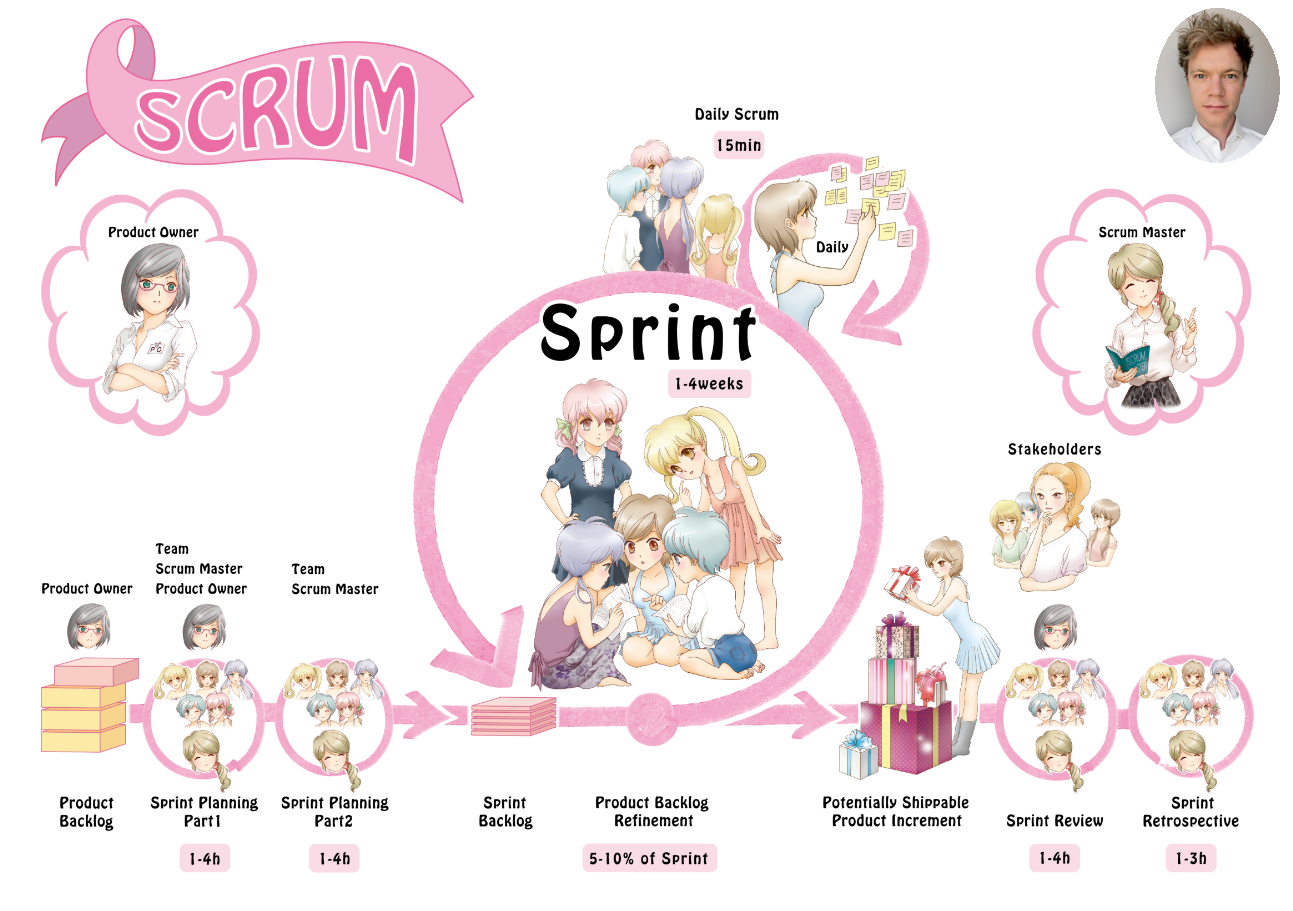 SCRUM
Daily Scrum
15min
Daily
Product Owner
Scrum Master
Sprint
1-4weeks
Stakeholders
Product Owner
Team
Scrum Master
Product Owner
Team
Scrum Master
Product
Backlog
Sprint Planning
Part1
1-4h
Sprint Planning
Part2
1-4h
Sprint
Backlog
Product Backlog
Refinement
5-10% of Sprint
Potentially Shippable
Product Increment
Sprint Review
1-4h
Sprint
Retrospective
1-3h
PO
SCRUM